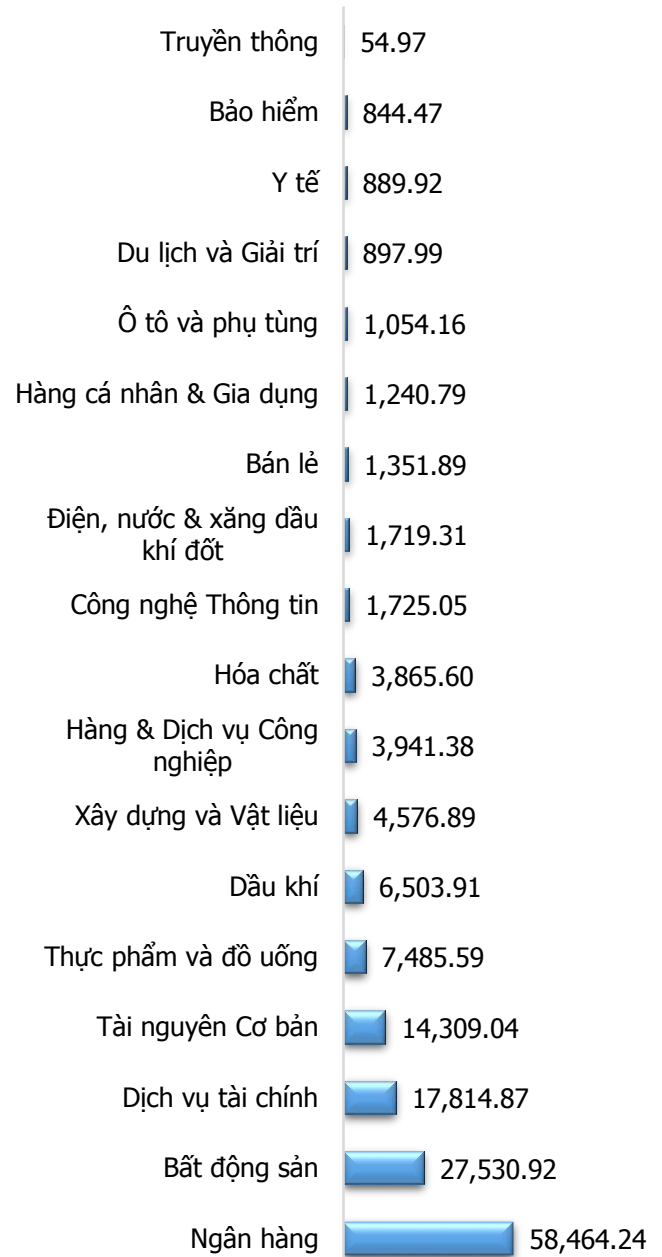 Truyền thông 54.97
Bảo hiểm 844.47
Y tế 889.92
Du lịch và Giải trí 897.99
Ô tô và phụ tùng 1,054.16
Hàng cá nhân & Gia dụng 1,240.79
Bán lẻ 1,351.89
Điện, nước & xăng dầu
khí đốt 1,719.31
Công nghệ Thông tin 1,725.05
Hóa chất 3,865.60
Hàng & Dịch vụ Công
nghiệp 3,941.38
Xây dựng và Vật liệu 4,576.89
Dầu khí 6,503.91
Thực phẩm và đồ uống 7,485.59
Tài nguyên Cơ bản 14,309.04
Dịch vụ tài chính 17,814.87
Bất động sản 27,530.92
Ngân hàng 58,464.24